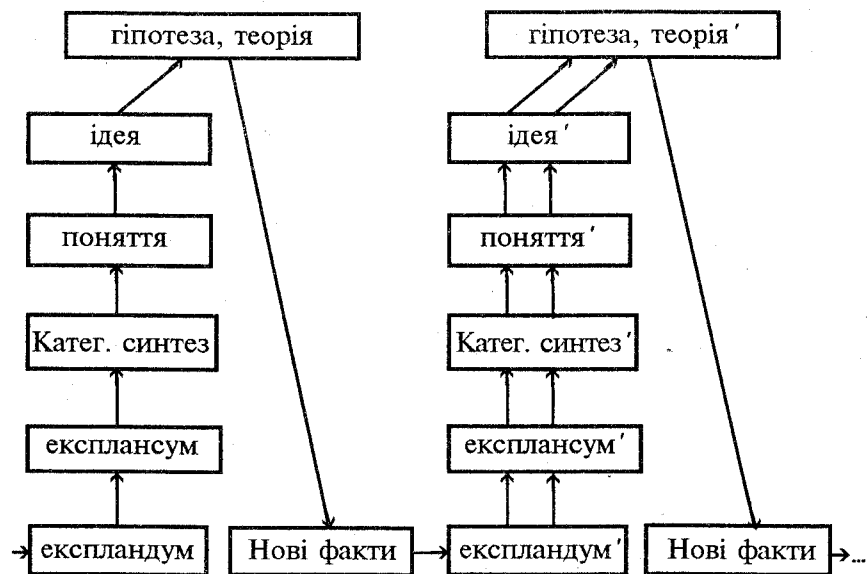 гіпотеза, теорія
гіпотеза, теорія′
ідея
ідея′
поняття
поняття′
Катег. синтез
Катег. синтез′
експлансум
експлансум′
експландум
Нові факти
експландум′
Нові факти
...